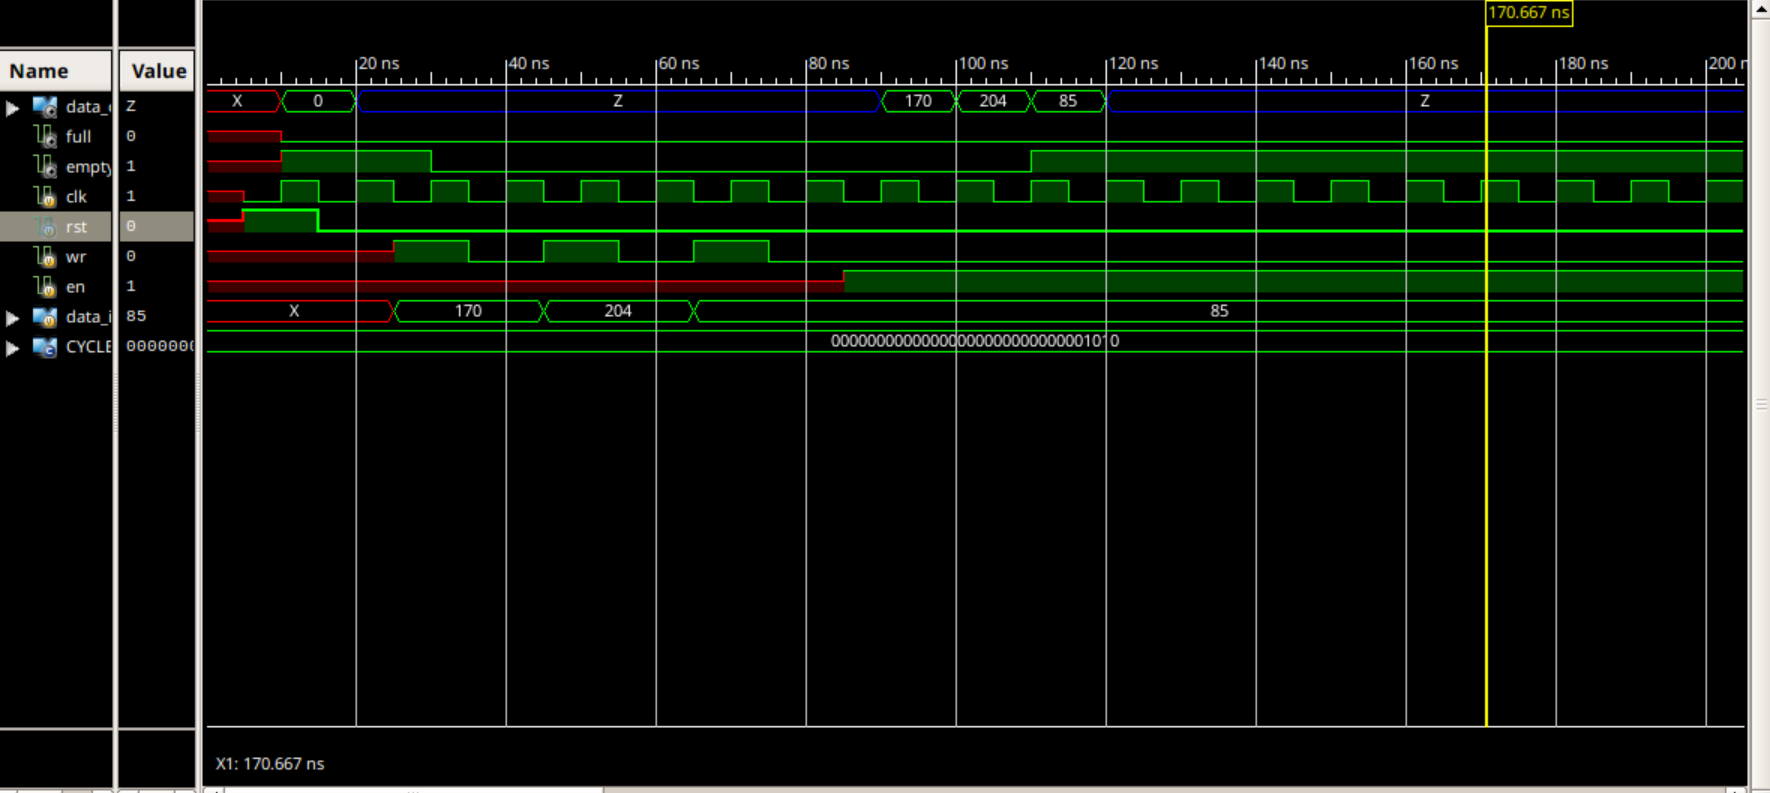 170.667 ns
Name Value
20 ns 40 ns 60 ns 80 ns 100 ns 120 ns 140 ns 160 ns 180 ns 200 n
data_ Z X 0 Z 170 204 85 Z
full 0
empty 1
clk 1
rst 0
wr 0
en 1
data_i 85 X 170 204 85
CYCLE 0000000 00000000000000000000000000001010
X1: 170.667 ns